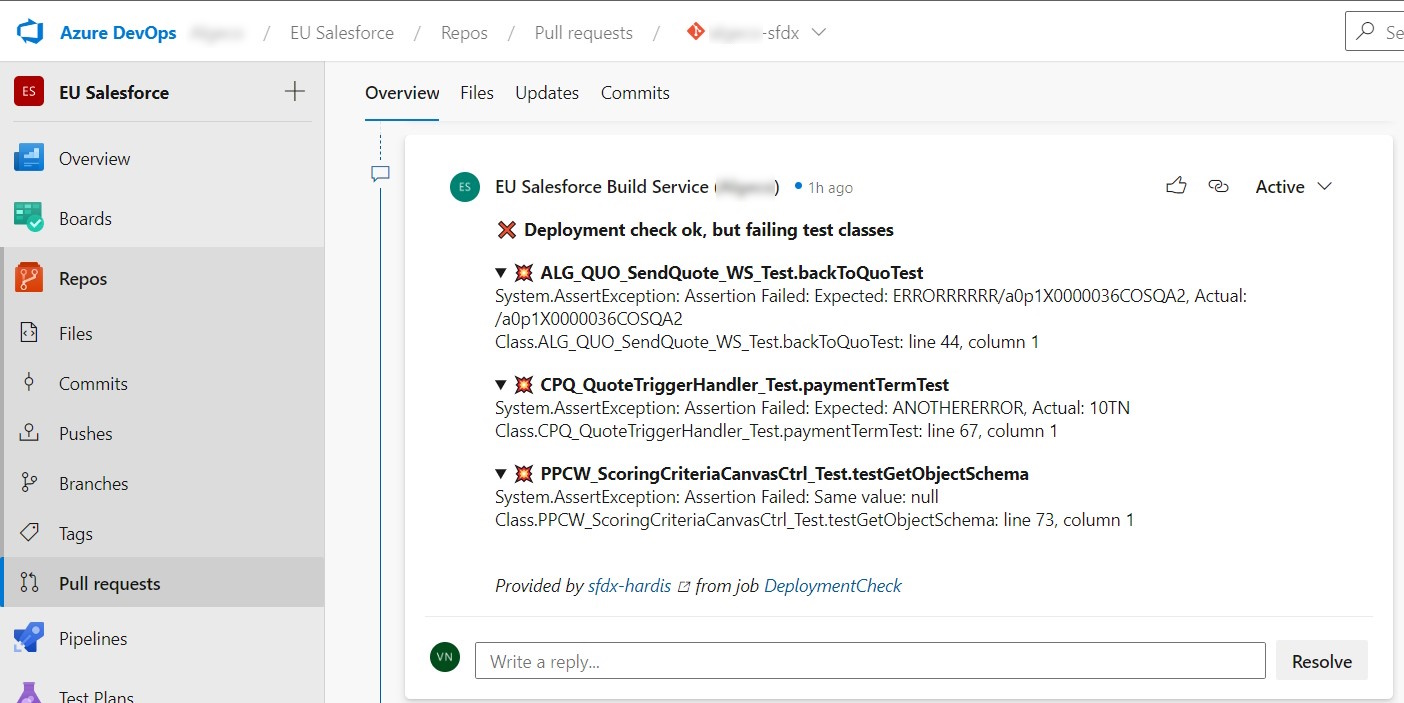 Azure DevOps / EU Salesforce / Repos / Pull requests / -sfdx
Se
ES EU Salesforce
Overview Files Updates Commits
Overview
Boards
Repos
Files
Commits
Pushes
Branches
Tags
Pull requests
Pipelines
Test Plans
ES EU Salesforce Build Service ( ) 1h ago Active
Deployment check ok, but failing test classes
ALG_QUO_SendQuote_WS_Test.backToQuoTest
System.AssertException: Assertion Failed: Expected: ERRORRRRRR/a0p1X0000036COSQA2, Actual:
/a0p1X0000036COSQA2
Class.ALG_QUO_SendQuote_WS_Test.backToQuoTest: line 44, column 1
CPQ_QuoteTriggerHandler_Test.paymentTermTest
System.AssertException: Assertion Failed: Expected: ANOTHERERROR, Actual: 10TN
Class.CPQ_QuoteTriggerHandler_Test.paymentTermTest: line 67, column 1
PPCW_ScoringCriteriaCanvasCtrl_Test.testGetObjectSchema
System.AssertException: Assertion Failed: Same value: null
Class.PPCW_ScoringCriteriaCanvasCtrl_Test.testGetObjectSchema: line 73, column 1
Provided by sfdx-hardis from job DeploymentCheck
VN Write a reply... Resolve